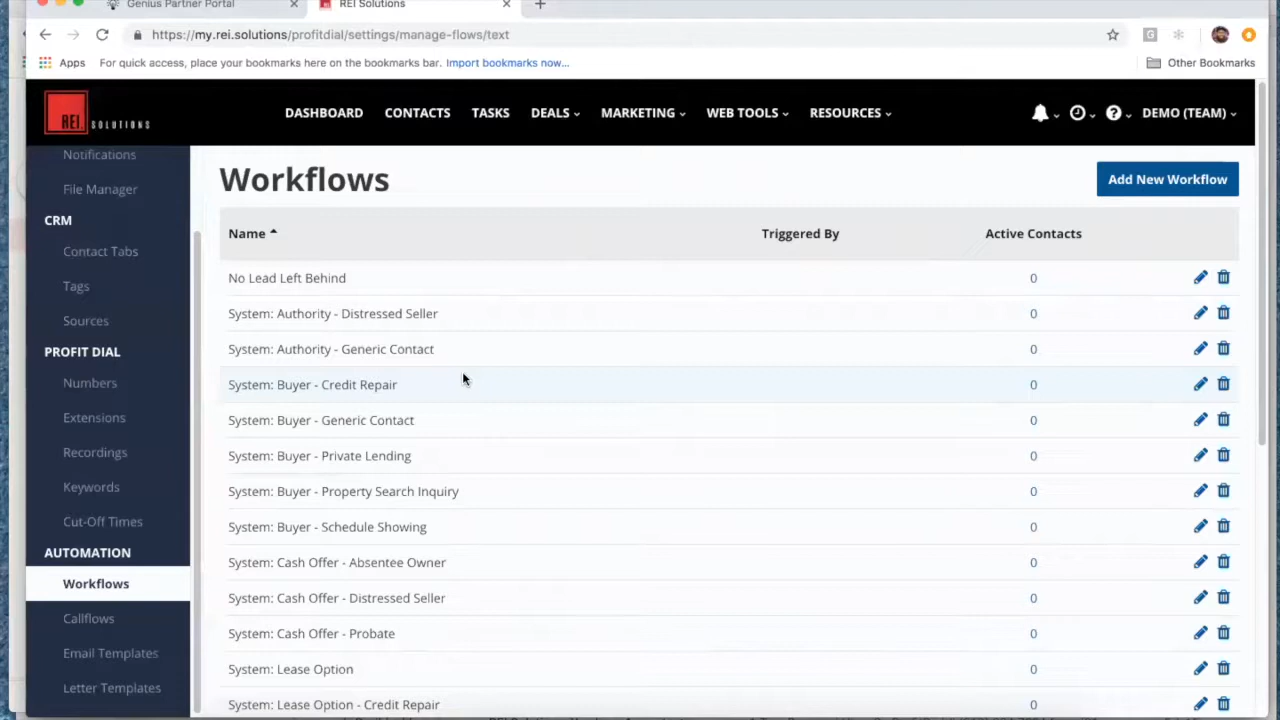 Genius Partner Portal
REI Solutions
https://my.rei.solutions/profitdial/settings/manage-flows/text
Apps
For quick access, place your bookmarks here on the bookmarks bar. Import bookmarks now...
Other Bookmarks
REI. SOLUTIONS
DASHBOARD
CONTACTS
TASKS
DEALS
MARKETING
WEB TOOLS
RESOURCES
DEMO (TEAM)
Notifications
File Manager
CRM
Contact Tabs
Tags
Sources
PROFIT DIAL
Numbers
Extensions
Recordings
Keywords
Cut-Off Times
AUTOMATION
Workflows
Callflows
Email Templates
Letter Templates
Workflows
Add New Workflow
Name Triggered By Active Contacts
No Lead Left Behind 0
System: Authority - Distressed Seller 0
System: Authority - Generic Contact 0
System: Buyer - Credit Repair 0
System: Buyer - Generic Contact 0
System: Buyer - Private Lending 0
System: Buyer - Property Search Inquiry 0
System: Buyer - Schedule Showing 0
System: Cash Offer - Absentee Owner 0
System: Cash Offer - Distressed Seller 0
System: Cash Offer - Probate 0
System: Lease Option 0
System: Lease Option - Credit Repair 0